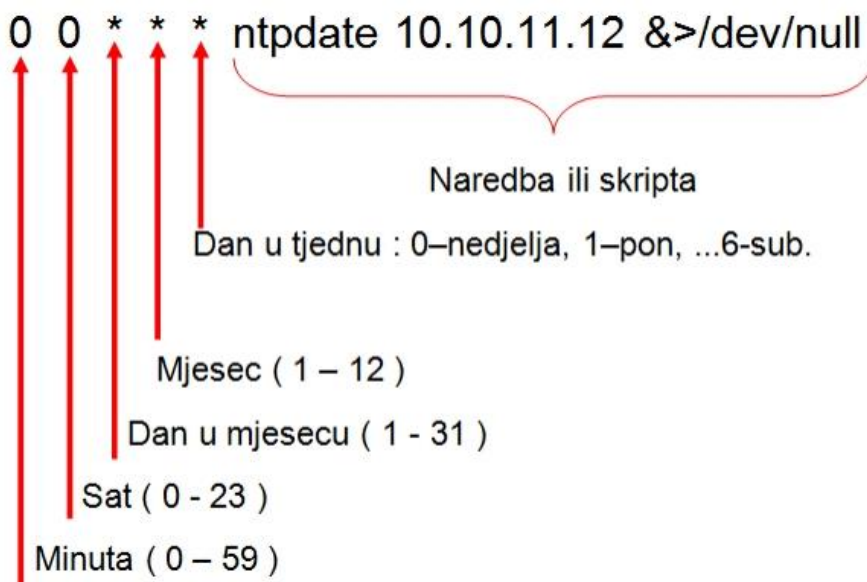 0 0 * * * ntpdate 10.10.11.12 &>/dev/null
Naredba ili skripta
Dan u tjednu : 0–nedjelja, 1–pon, ...6-sub.
Mjesec ( 1 – 12 )
Dan u mjesecu ( 1 - 31 )
Sat ( 0 - 23 )
Minuta ( 0 – 59 )